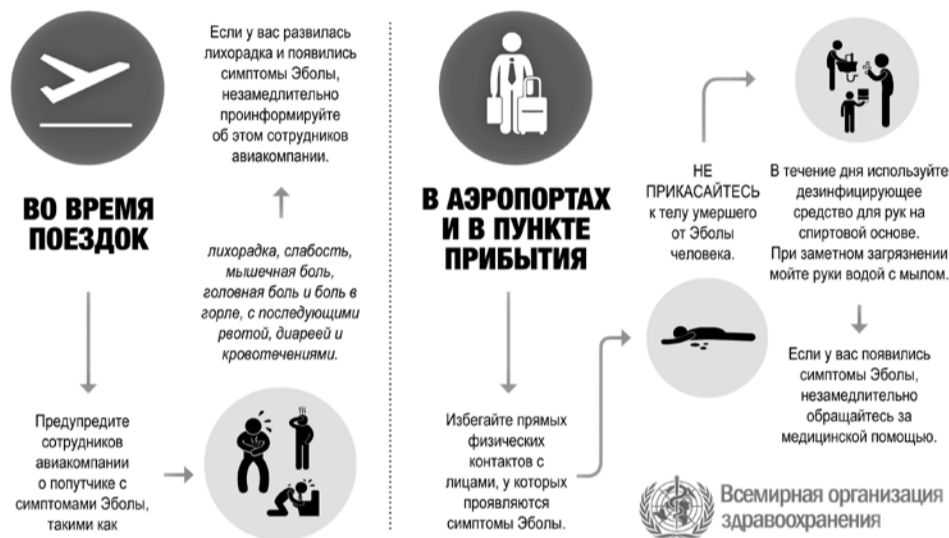 ВО ВРЕМЯ
ПОЕЗДОК
Предупредите
сотрудников
авиакомпании
о попутчике с
симптомами Эболы,
такими как
лихорадка, слабость,
мышечная боль,
головная боль и боль в
горле, с последующими
рвотой, диареей и
кровотечениями.
Если у вас развилась
лихорадка и появились
симптомы Эболы,
незамедлительно
проинформируйте
об этом сотрудников
авиакомпании.
В АЭРОПОРТАХ
И В ПУНКТЕ
ПРИБЫТИЯ
Избегайте прямых
физических
контактов с
лицами, у которых
проявляются
симптомы Эболы.
НЕ
ПРИКАСАЙТЕСЬ
к телу умершего
от Эболы
человека.
В течение дня используйте
дезинфицирующее
средство для рук на
спиртовой основе.
При заметном загрязнении
мойте руки водой с мылом.
Если у вас появились
симптомы Эболы,
незамедлительно
обращайтесь за
медицинской помощью.
Всемирная организация
здравоохранения